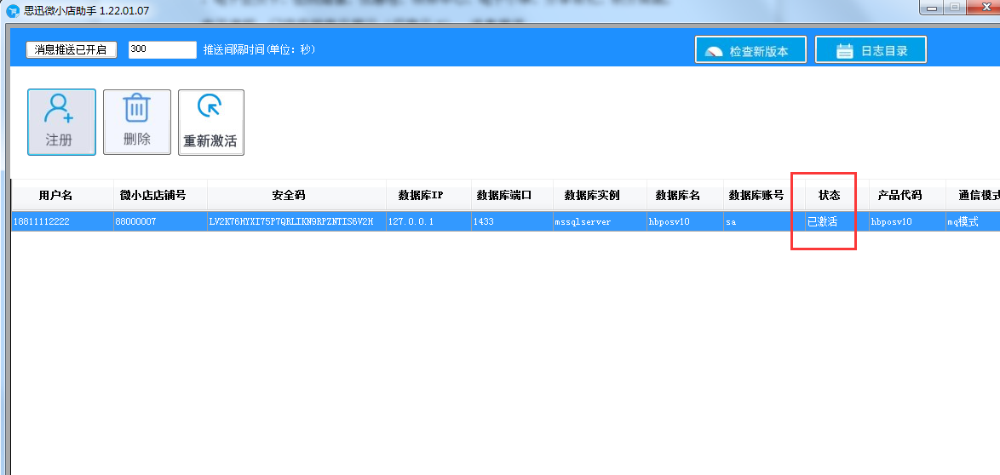 思迅微小店助手 1.22.01.07
消息推送已开启 300 推送间隔时间(单位：秒) 检查新版本 日志目录
注册 删除 重新激活
用户名 微小店店铺号 安全码 数据库IP 数据库端口 数据库实例 数据库名 数据库账号 状态 产品代码 通信模式
18811112222 88000007 LV2K76HYXI75P7QRLIKN9RPZNTIS6V2H 127.0.0.1 1433 mssqlserver hbposv10 sa 已激活 hbposv10 mq模式